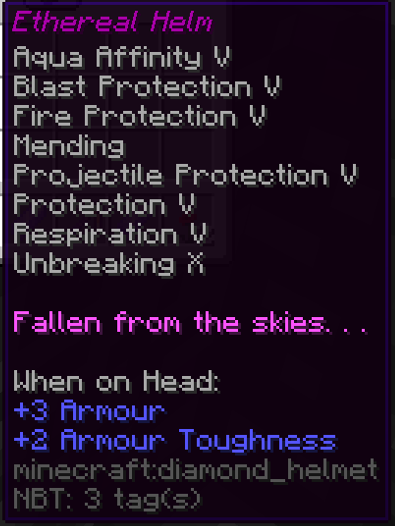 Ethereal Helm
Aqua Affinity V
Blast Protection V
Fire Protection V
Mending
Projectile Protection V
Protection V
Respiration V
Unbreaking X
Fallen from the skies...
When on Head:
+3 Armour
+2 Armour Toughness
minecraft:diamond_helmet
NBT: 3 tag(s)